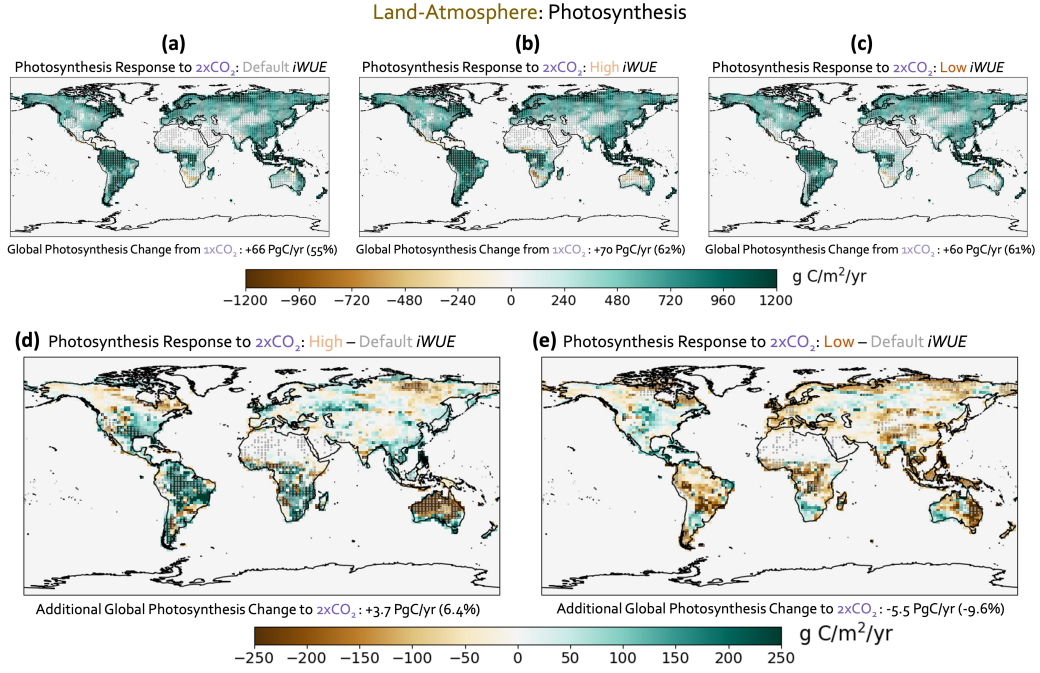 Land-Atmosphere: Photosynthesis
(a)
Photosynthesis Response to 2xCO₂: Default iWUE
Global Photosynthesis Change from 1xCO₂ : +66 PgC/yr (55%)
(b)
Photosynthesis Response to 2xCO₂: High iWUE
Global Photosynthesis Change from 1xCO₂ : +70 PgC/yr (62%)
(c)
Photosynthesis Response to 2xCO₂: Low iWUE
Global Photosynthesis Change from 1xCO₂ : +60 PgC/yr (61%)
−1200 −960 −720 −480 −240 0 240 480 720 960 1200
g C/m²/yr
(d) Photosynthesis Response to 2xCO₂: High – Default iWUE
Additional Global Photosynthesis Change to 2xCO₂ : +3.7 PgC/yr (6.4%)
(e) Photosynthesis Response to 2xCO₂: Low – Default iWUE
Additional Global Photosynthesis Change to 2xCO₂ : -5.5 PgC/yr (-9.6%)
−250 −200 −150 −100 −50 0 50 100 150 200 250
g C/m²/yr